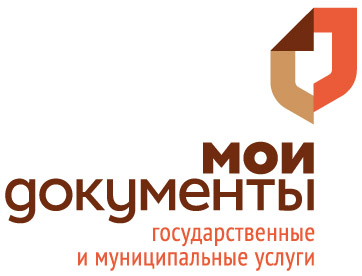 мои
документы
государственные
и муниципальные услуги